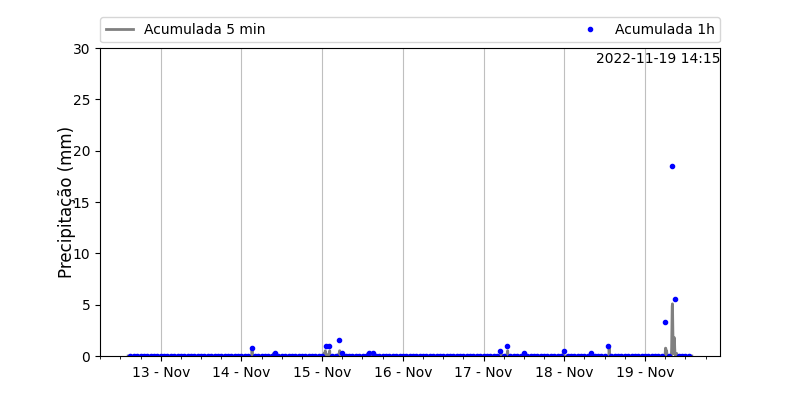 Acumulada 5 min
Acumulada 1h
2022-11-19 14:15
Precipitação (mm)
30
25
20
15
10
5
0
13 - Nov
14 - Nov
15 - Nov
16 - Nov
17 - Nov
18 - Nov
19 - Nov